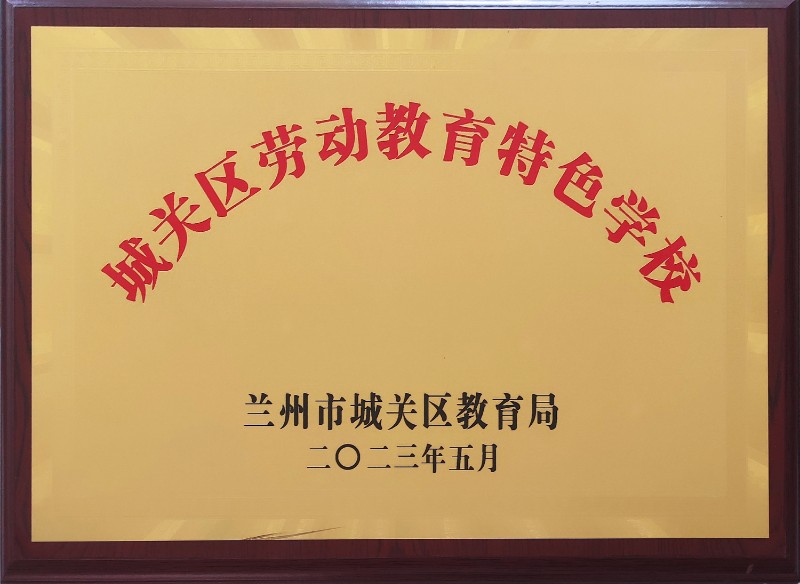 城关区劳动教育特色学校
兰州市城关区教育局
二〇二三年五月